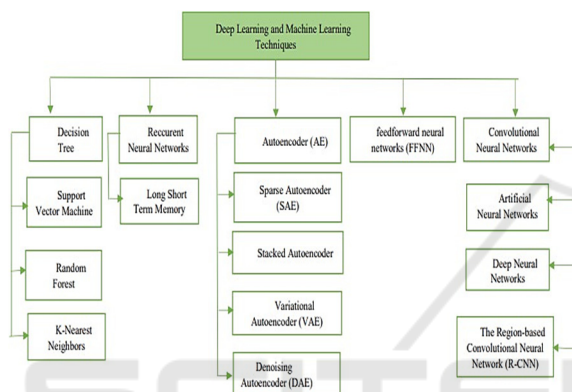 Deep Learning and Machine Learning
Techniques
Decision
Tree
Reccurent
Neural Networks
Autoencoder (AE)
feedforward neural
networks (FFNN)
Convolutional
Neural Networks
Support
Vector Machine
Long Short
Term Memory
Sparse Autoencoder
(SAE)
Artificial
Neural Networks
Random
Forest
Stacked Autoencoder
Deep Neural
Networks
K-Nearest
Neighbors
Variational
Autoencoder (VAE)
The Region-based
Convolutional Neural
Network (R-CNN)
Denoising
Autoencoder (DAE)